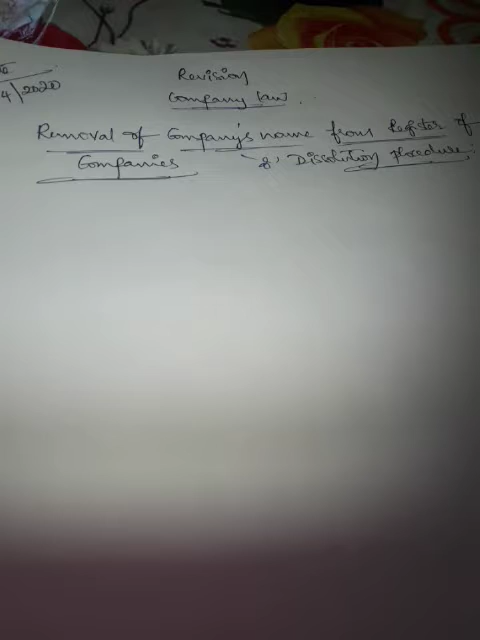 4/2020
Revision
Company law.
Removal of Company's name from Register of
Companies & Dissolution Procedure: